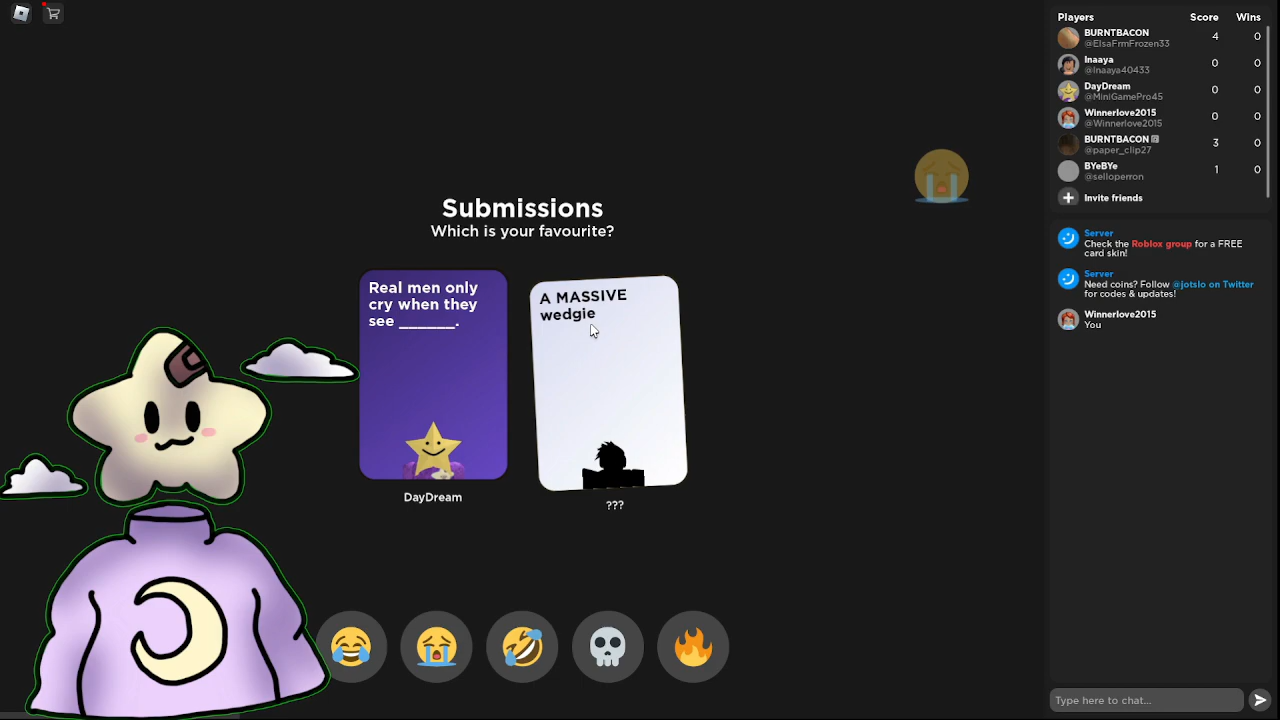 Submissions
Which is your favourite?
Real men only
cry when they
see ______.
DayDream
A MASSIVE
wedgie
???
Players Score Wins
BURNTBACON 4 0
@ElsaFrmFrozen33
Inaaya 0 0
@Inaaya40433
DayDream 0 0
@MiniGamePro45
Winnerlove2015 0 0
@Winnerlove2015
BURNTBACON 3 0
@paper_clip27
BYeBYe 1 0
@selloperron
Invite friends
Server
Check the Roblox group for a FREE
card skin!
Server
Need coins? Follow @jotslo on Twitter
for codes & updates!
Winnerlove2015
You
Type here to chat...